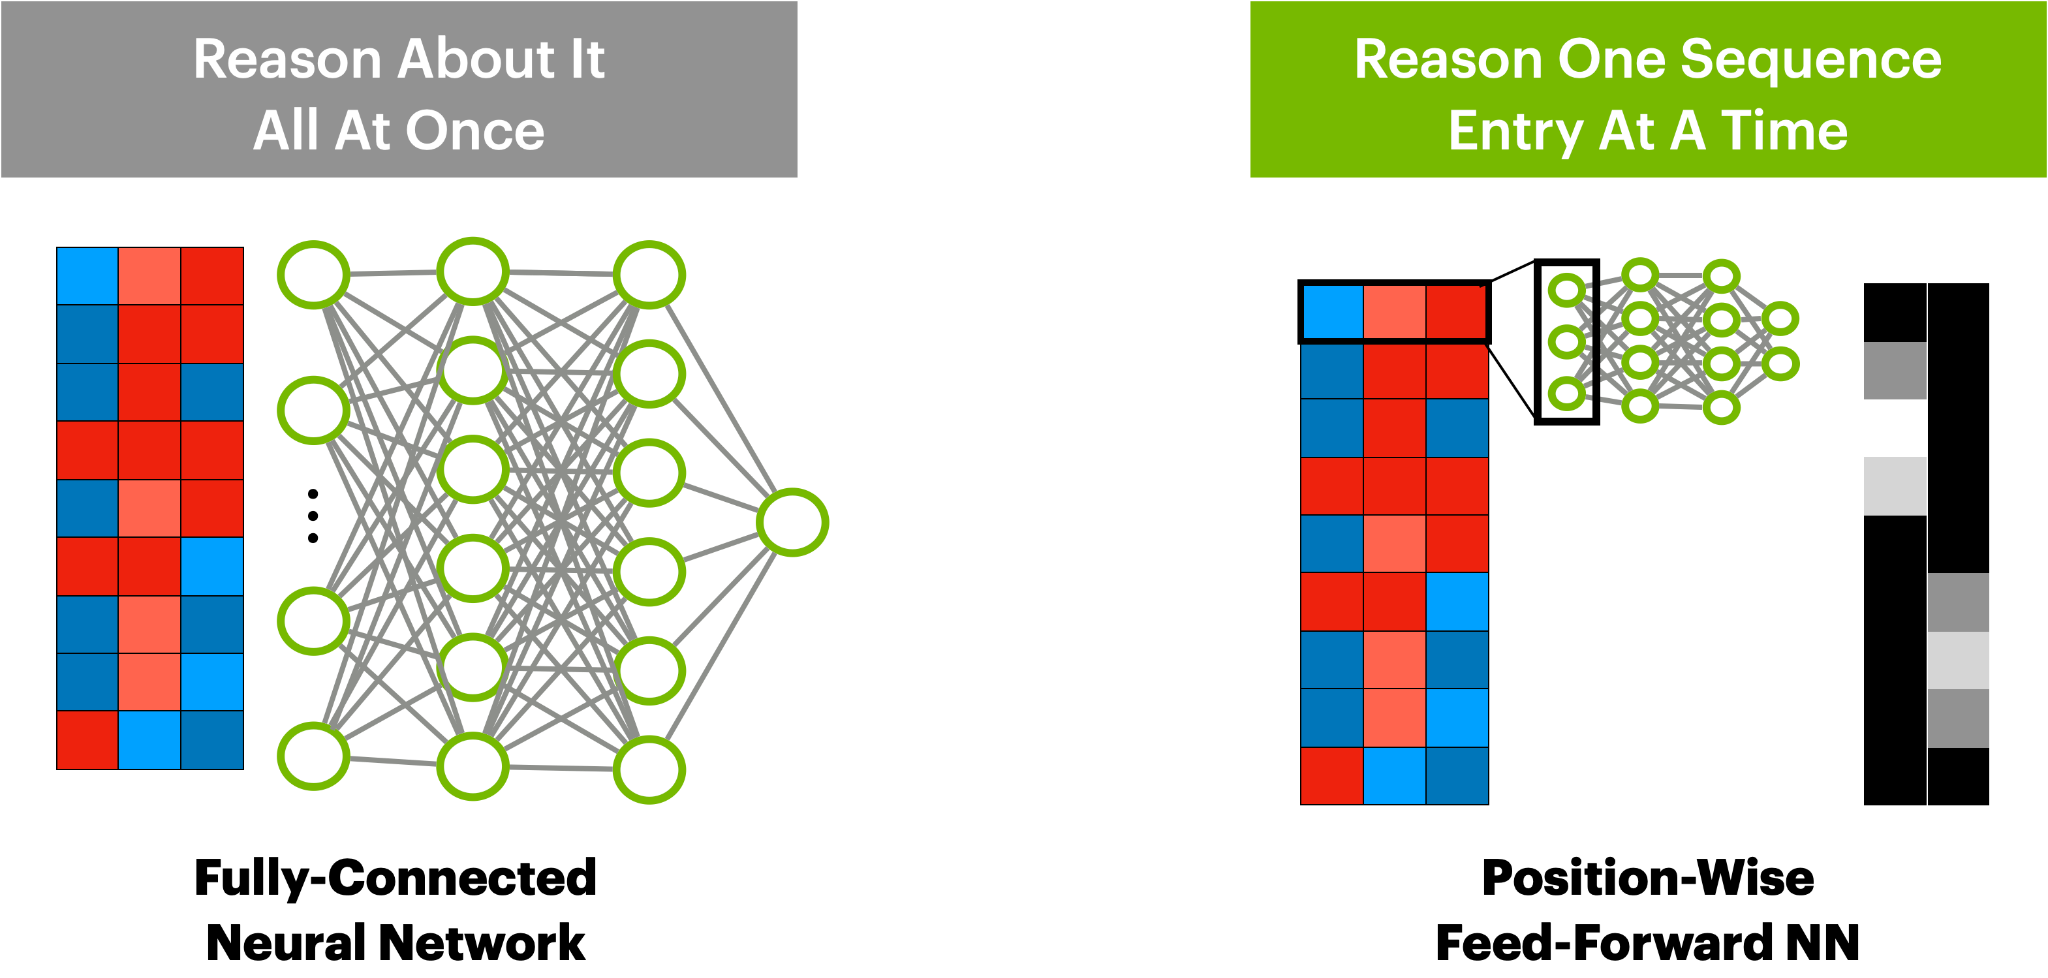 Reason About It
All At Once
Reason One Sequence
Entry At A Time
Fully-Connected
Neural Network
Position-Wise
Feed-Forward NN